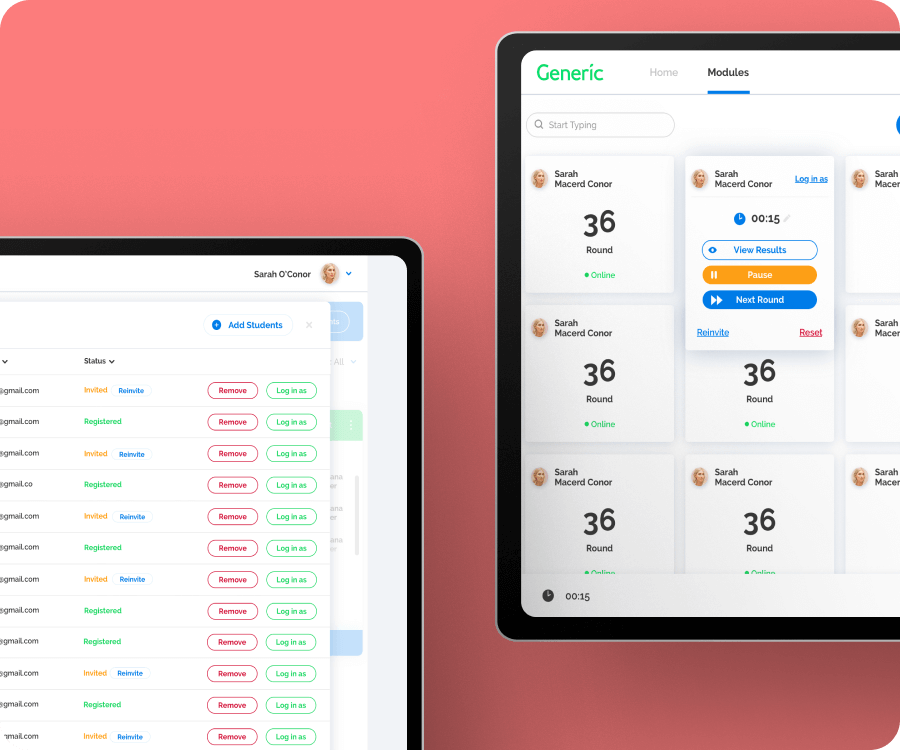 Sarah O'Conor
Add Students
Status
All
@gmail.com Invited Reinvite Remove Log in as
@gmail.com Registered Remove Log in as
@gmail.com Invited Reinvite Remove Log in as
@gmail.co Registered Remove Log in as
@gmail.com Invited Reinvite Remove Log in as
@gmail.com Registered Remove Log in as
@gmail.com Invited Reinvite Remove Log in as
@gmail.com Registered Remove Log in as
@gmail.com Registered Remove Log in as
@gmail.com Invited Reinvite Remove Log in as
@gmail.com Registered Remove Log in as
mail.com Invited Reinvite Remove Log in as
Generíc Home Modules
Start Typing
Sarah
Macerd Conor
36
Round
Online
Sarah
Macerd Conor
Log in as
00:15
View Results
Pause
Next Round
Reinvite Reset
Sarah
Macer
Sarah
Macerd Conor
36
Round
Online
36
Round
Online
Sarah
Macer
Sarah
Macerd Conor
36
Round
Online
Sarah
Macerd Conor
36
Round
Online
Sarah
Macer
00:15